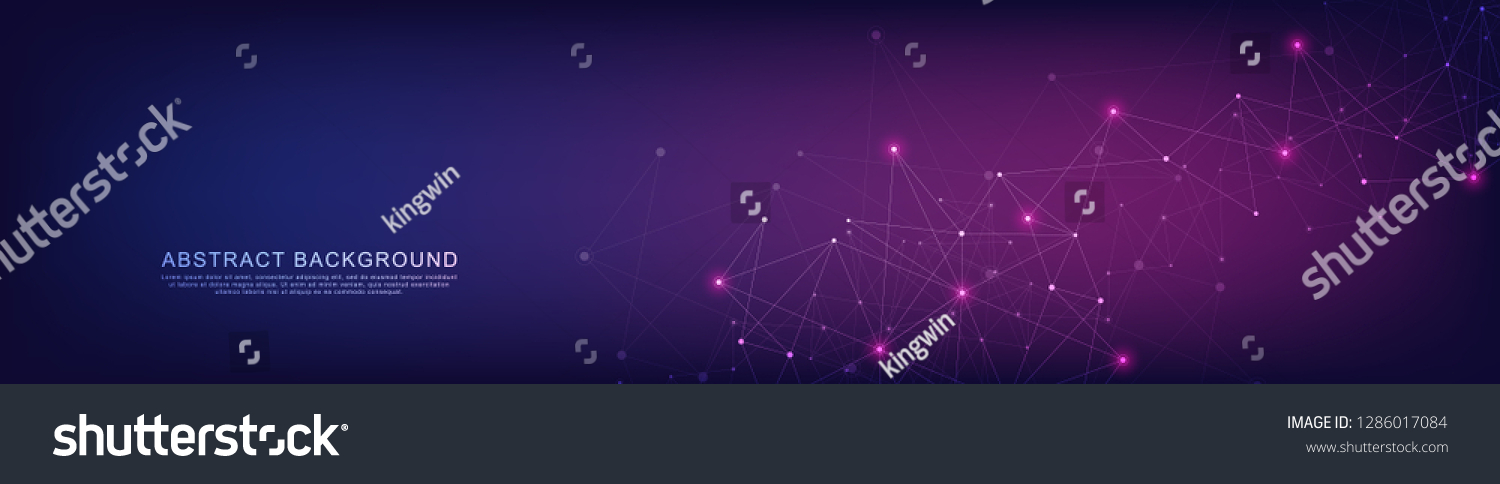 shutterstock
kingwin
shutterstock
ABSTRACT BACKGROUND
Lorem ipsum dolor sit amet, consectetur adipiscing elit, sed do eiusmod tempor incididunt
ut labore et dolore magna aliqua. Ut enim ad minim veniam, quis nostrud exercitation
ullamco laboris nisi ut aliquip ex ea commodo consequat.
kingwin
shutterstock®
IMAGE ID: 1286017084
www.shutterstock.com